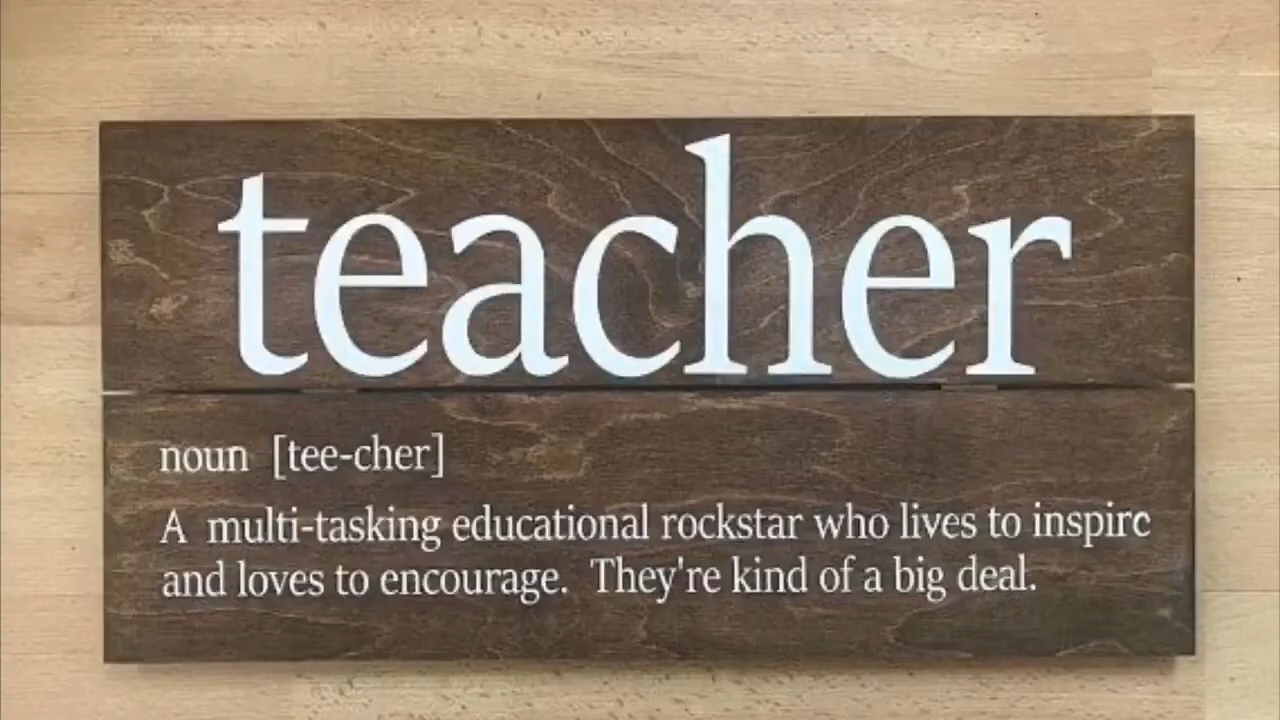 teacher
noun [tee-cher]
A multi-tasking educational rockstar who lives to inspire
and loves to encourage. They're kind of a big deal.